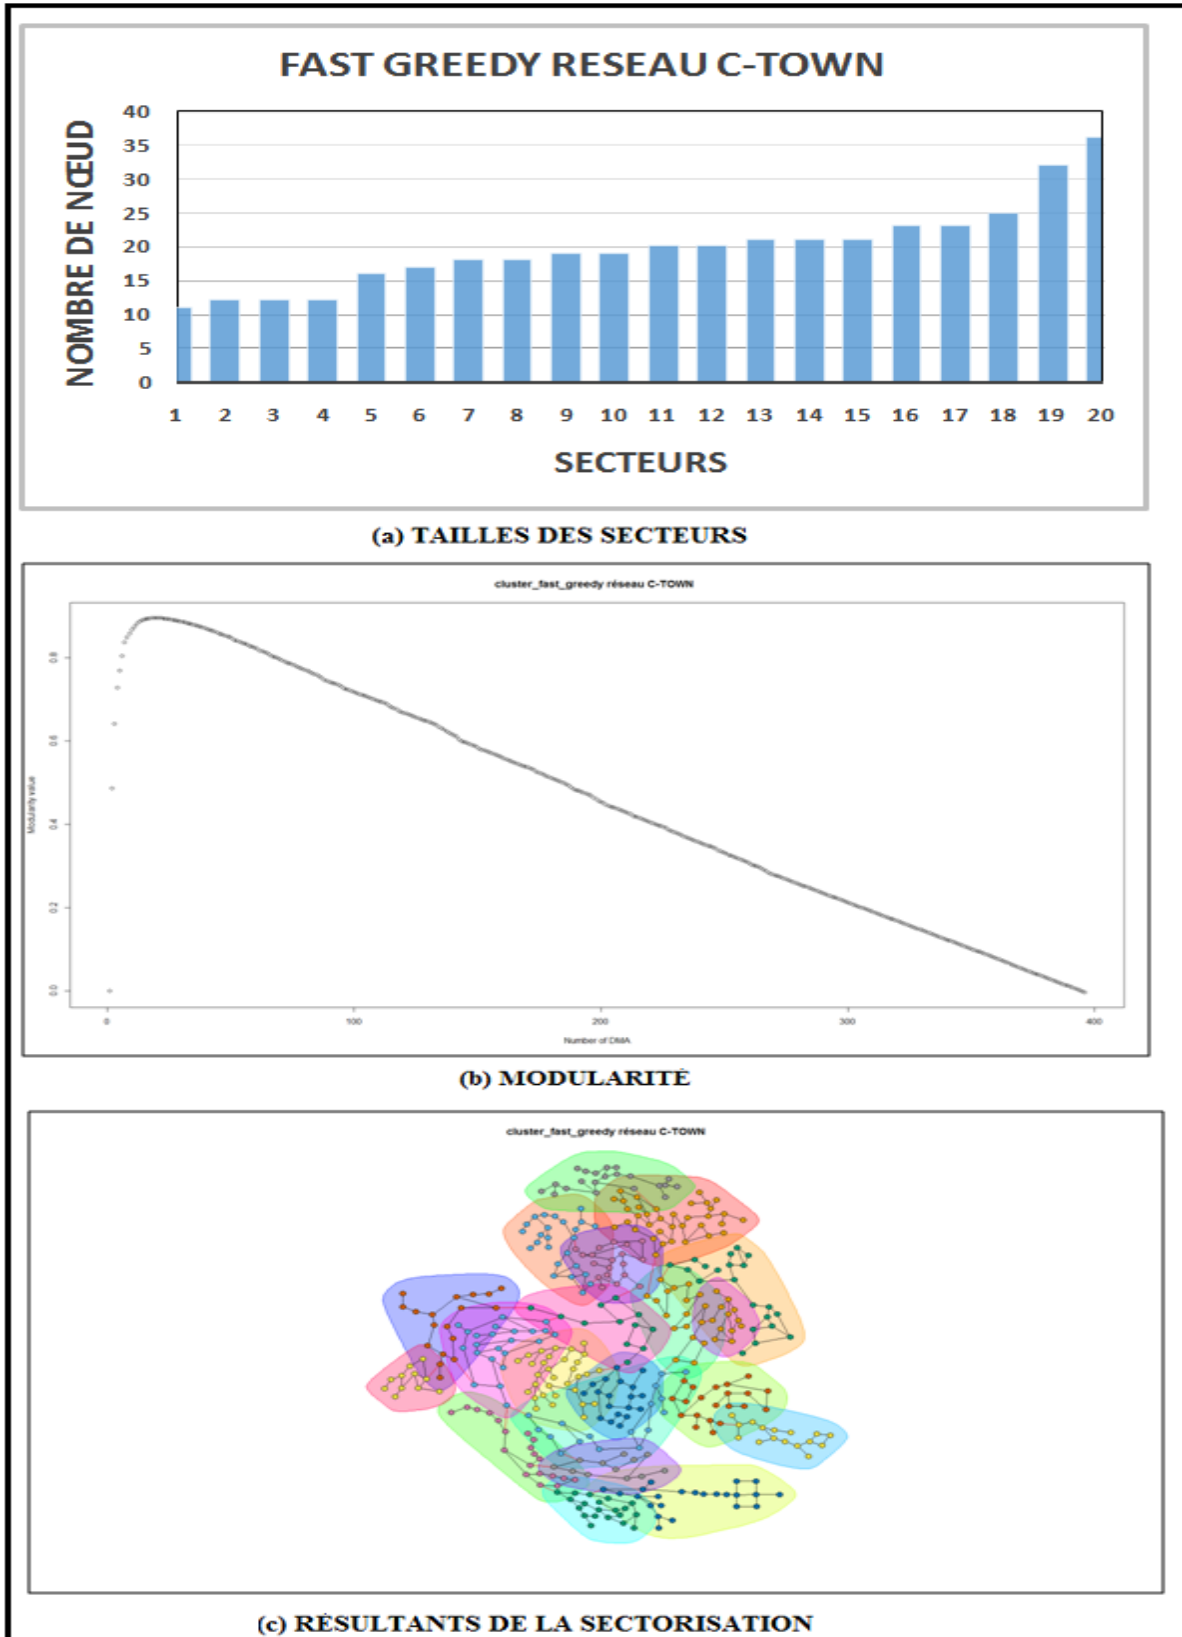 FAST GREEDY RESEAU C-TOWN
NOMBRE DE NŒUD
40
35
30
25
20
15
10
5
0
1 2 3 4 5 6 7 8 9 10 11 12 13 14 15 16 17 18 19 20
SECTEURS
(a) TAILLES DES SECTEURS
cluster_fast_greedy réseau C-TOWN
Modularity value
0.8
0.6
0.4
0.2
0.0
0 100 200 300 400
Number of DMA
(b) MODULARITÉ
cluster_fast_greedy réseau C-TOWN
(c) RÉSULTANTS DE LA SECTORISATION